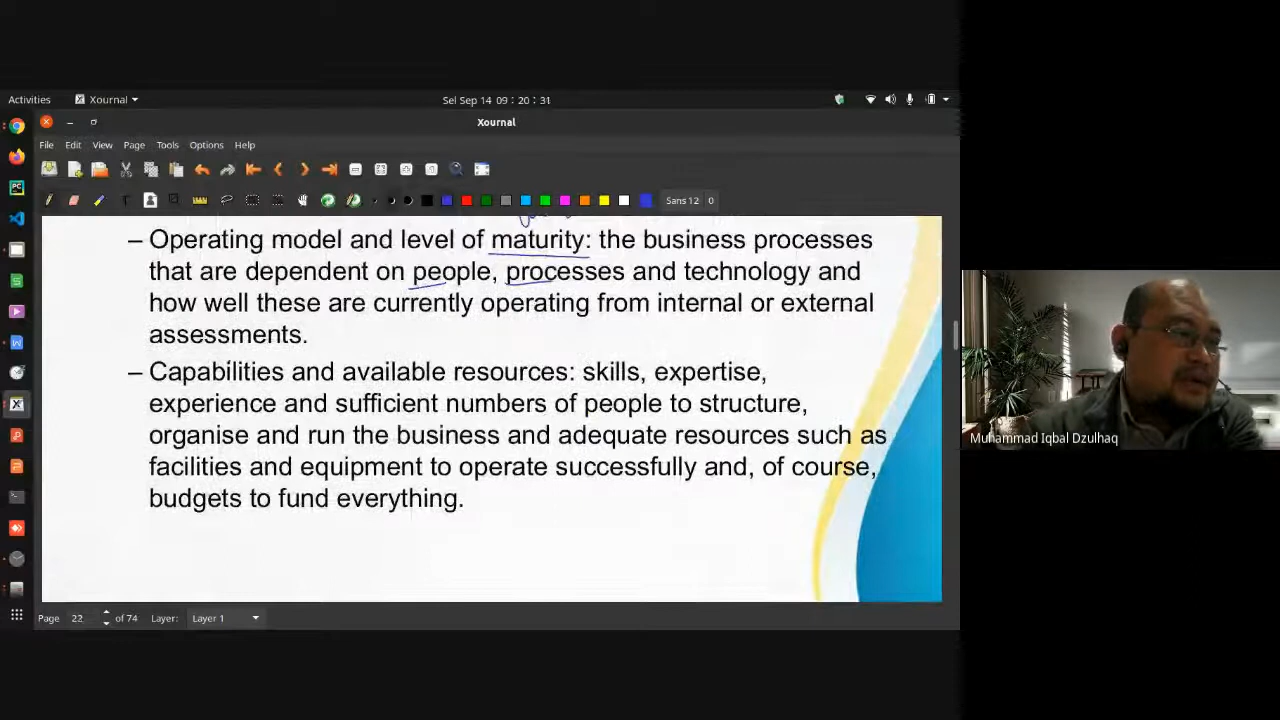 Activities Xournal Sel Sep 14 09 : 20 : 31
Xournal
File Edit View Page Tools Options Help
Sans 12 0
– Operating model and level of maturity: the business processes
that are dependent on people, processes and technology and
how well these are currently operating from internal or external
assessments.
– Capabilities and available resources: skills, expertise,
experience and sufficient numbers of people to structure,
organise and run the business and adequate resources such as
facilities and equipment to operate successfully and, of course,
budgets to fund everything.
Muhammad Iqbal Dzulhaq
Page 22 of 74 Layer: Layer 1